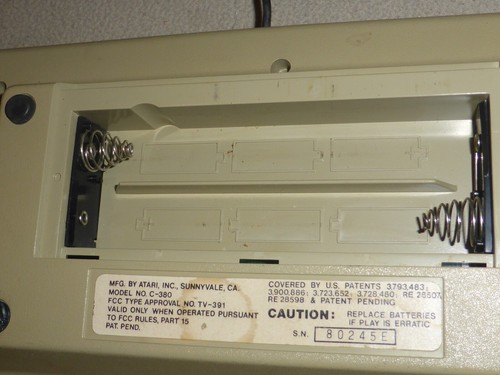 MFG. BY ATARI, INC., SUNNYVALE, CA.
MODEL NO. C-380
FCC TYPE APPROVAL NO. TV-391
VALID ONLY WHEN OPERATED PURSUANT
TO FCC RULES, PART 15
PAT. PEND.
COVERED BY U.S. PATENTS 3,793,483;
3,900,886; 3,723,652; 3,728,480; RE 28507,
RE 28598 & PATENT PENDING
CAUTION: REPLACE BATTERIES
IF PLAY IS ERRATIC
S.N. 80245E